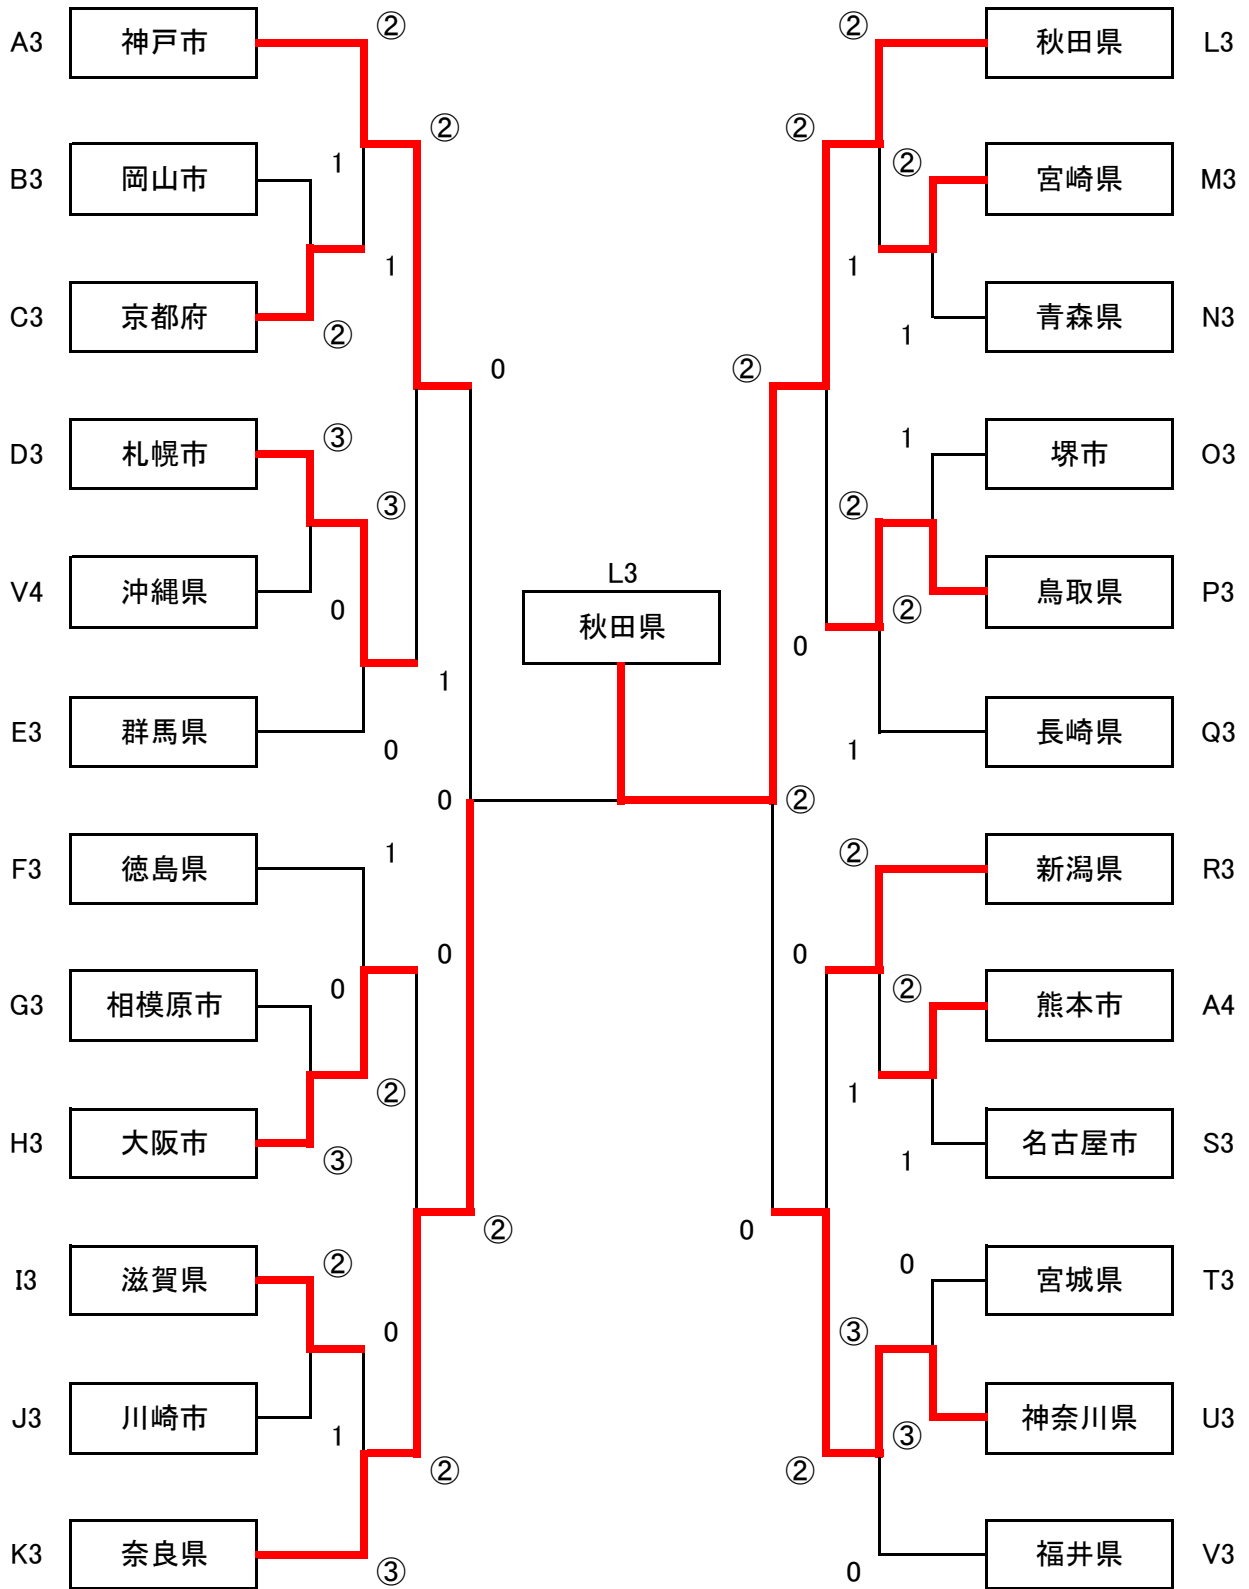 A3 神戸市 ② ② 秋田県 L3
② ②
B3 岡山市 1 ② 宮崎県 M3
1 1
C3 京都府 ② 1 青森県 N3
0 ②
D3 札幌市 ③ 1 堺市 O3
③ ②
V4 沖縄県 0 L3 ② 鳥取県 P3
秋田県
1 0
E3 群馬県 0 1 長崎県 Q3
0 ②
F3 徳島県 1 ② 新潟県 R3
0 0
G3 相模原市 0 ② 熊本市 A4
② 1
H3 大阪市 ③ 1 名古屋市 S3
② 0
I3 滋賀県 ② 0 宮城県 T3
0 ③
J3 川崎市 1 ③ 神奈川県 U3
② ②
K3 奈良県 ③ 0 福井県 V3